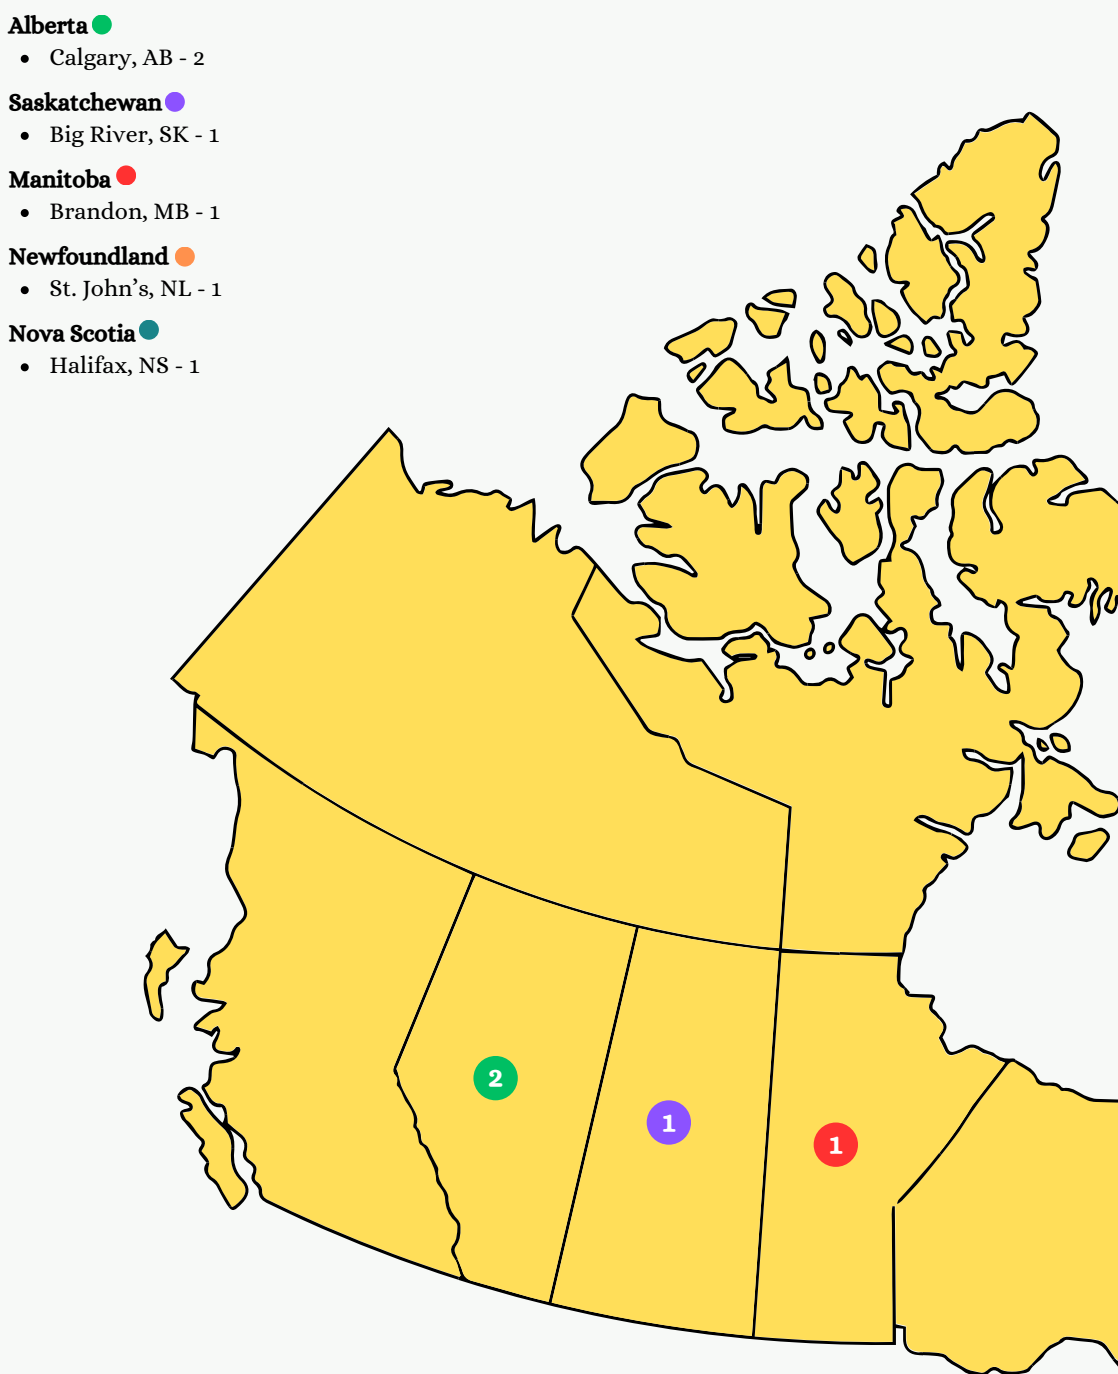 Alberta
• Calgary, AB - 2
Saskatchewan
• Big River, SK - 1
Manitoba
• Brandon, MB - 1
Newfoundland
• St. John’s, NL - 1
Nova Scotia
• Halifax, NS - 1
2
1
1